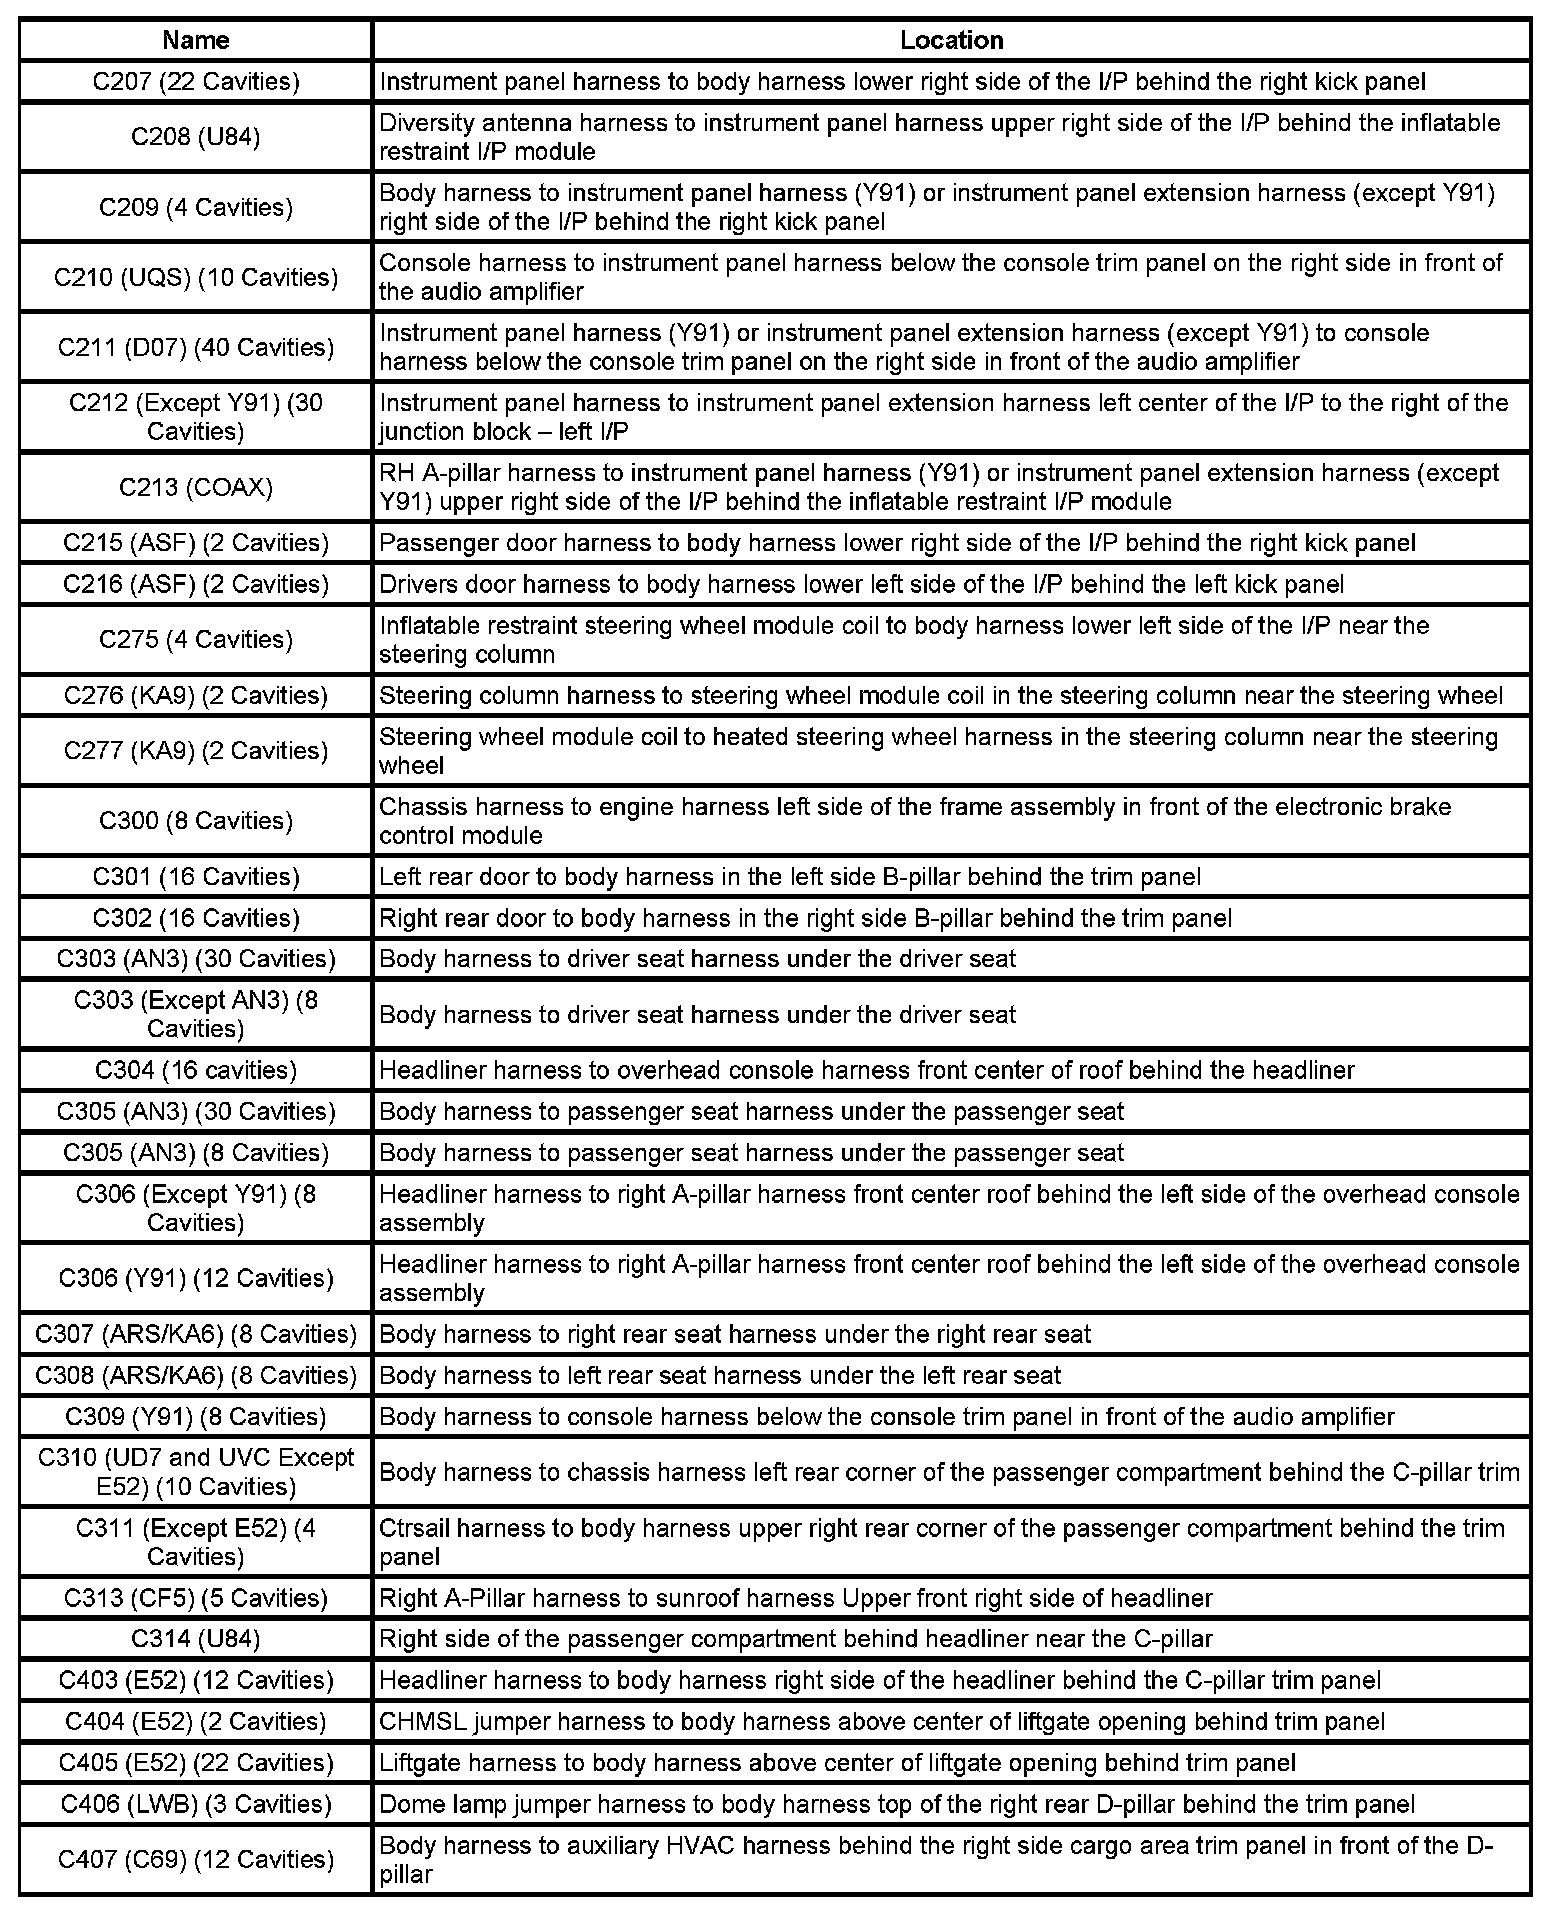 Name
Location
C207 (22 Cavities)
Instrument panel harness to body harness lower right side of the I/P behind the right kick panel
C208 (U84)
Diversity antenna harness to instrument panel harness upper right side of the I/P behind the inflatable
restraint I/P module
C209 (4 Cavities)
Body harness to instrument panel harness (Y91) or instrument panel extension harness (except Y91)
right side of the I/P behind the right kick panel
C210 (UQS) (10 Cavities)
Console harness to instrument panel harness below the console trim panel on the right side in front of
the audio amplifier
C211 (D07) (40 Cavities)
Instrument panel harness (Y91) or instrument panel extension harness (except Y91) to console
harness below the console trim panel on the right side in front of the audio amplifier
C212 (Except Y91) (30
Cavities)
Instrument panel harness to instrument panel extension harness left center of the I/P to the right of the
junction block – left I/P
C213 (COAX)
RH A-pillar harness to instrument panel harness (Y91) or instrument panel extension harness (except
Y91) upper right side of the I/P behind the inflatable restraint I/P module
C215 (ASF) (2 Cavities)
Passenger door harness to body harness lower right side of the I/P behind the right kick panel
C216 (ASF) (2 Cavities)
Drivers door harness to body harness lower left side of the I/P behind the left kick panel
C275 (4 Cavities)
Inflatable restraint steering wheel module coil to body harness lower left side of the I/P near the
steering column
C276 (KA9) (2 Cavities)
Steering column harness to steering wheel module coil in the steering column near the steering wheel
C277 (KA9) (2 Cavities)
Steering wheel module coil to heated steering wheel harness in the steering column near the steering
wheel
C300 (8 Cavities)
Chassis harness to engine harness left side of the frame assembly in front of the electronic brake
control module
C301 (16 Cavities)
Left rear door to body harness in the left side B-pillar behind the trim panel
C302 (16 Cavities)
Right rear door to body harness in the right side B-pillar behind the trim panel
C303 (AN3) (30 Cavities)
Body harness to driver seat harness under the driver seat
C303 (Except AN3) (8
Cavities)
Body harness to driver seat harness under the driver seat
C304 (16 cavities)
Headliner harness to overhead console harness front center of roof behind the headliner
C305 (AN3) (30 Cavities)
Body harness to passenger seat harness under the passenger seat
C305 (AN3) (8 Cavities)
Body harness to passenger seat harness under the passenger seat
C306 (Except Y91) (8
Cavities)
Headliner harness to right A-pillar harness front center roof behind the left side of the overhead console
assembly
C306 (Y91) (12 Cavities)
Headliner harness to right A-pillar harness front center roof behind the left side of the overhead console
assembly
C307 (ARS/KA6) (8 Cavities)
Body harness to right rear seat harness under the right rear seat
C308 (ARS/KA6) (8 Cavities)
Body harness to left rear seat harness under the left rear seat
C309 (Y91) (8 Cavities)
Body harness to console harness below the console trim panel in front of the audio amplifier
C310 (UD7 and UVC Except
E52) (10 Cavities)
Body harness to chassis harness left rear corner of the passenger compartment behind the C-pillar trim
C311 (Except E52) (4
Cavities)
Ctrsail harness to body harness upper right rear corner of the passenger compartment behind the trim
panel
C313 (CF5) (5 Cavities)
Right A-Pillar harness to sunroof harness Upper front right side of headliner
C314 (U84)
Right side of the passenger compartment behind headliner near the C-pillar
C403 (E52) (12 Cavities)
Headliner harness to body harness right side of the headliner behind the C-pillar trim panel
C404 (E52) (2 Cavities)
CHMSL jumper harness to body harness above center of liftgate opening behind trim panel
C405 (E52) (22 Cavities)
Liftgate harness to body harness above center of liftgate opening behind trim panel
C406 (LWB) (3 Cavities)
Dome lamp jumper harness to body harness top of the right rear D-pillar behind the trim panel
C407 (C69) (12 Cavities)
Body harness to auxiliary HVAC harness behind the right side cargo area trim panel in front of the D-
pillar